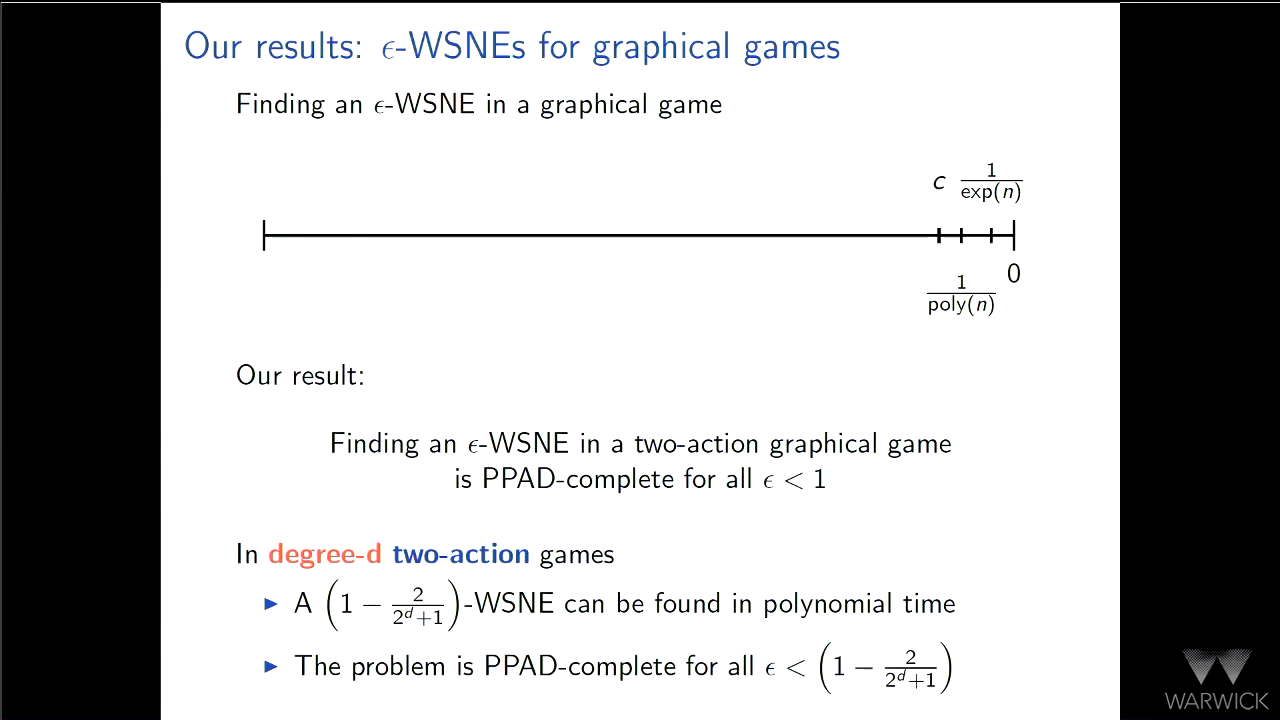 Our results: ϵ-WSNEs for graphical games
Finding an ϵ-WSNE in a graphical game
c 1/exp(n)
0
1/poly(n)
Our result:
Finding an ϵ-WSNE in a two-action graphical game
is PPAD-complete for all ϵ < 1
In degree-d two-action games
▶ A (1 − 2/(2^d+1))-WSNE can be found in polynomial time
▶ The problem is PPAD-complete for all ϵ < (1 − 2/(2^d+1))
WARWICK